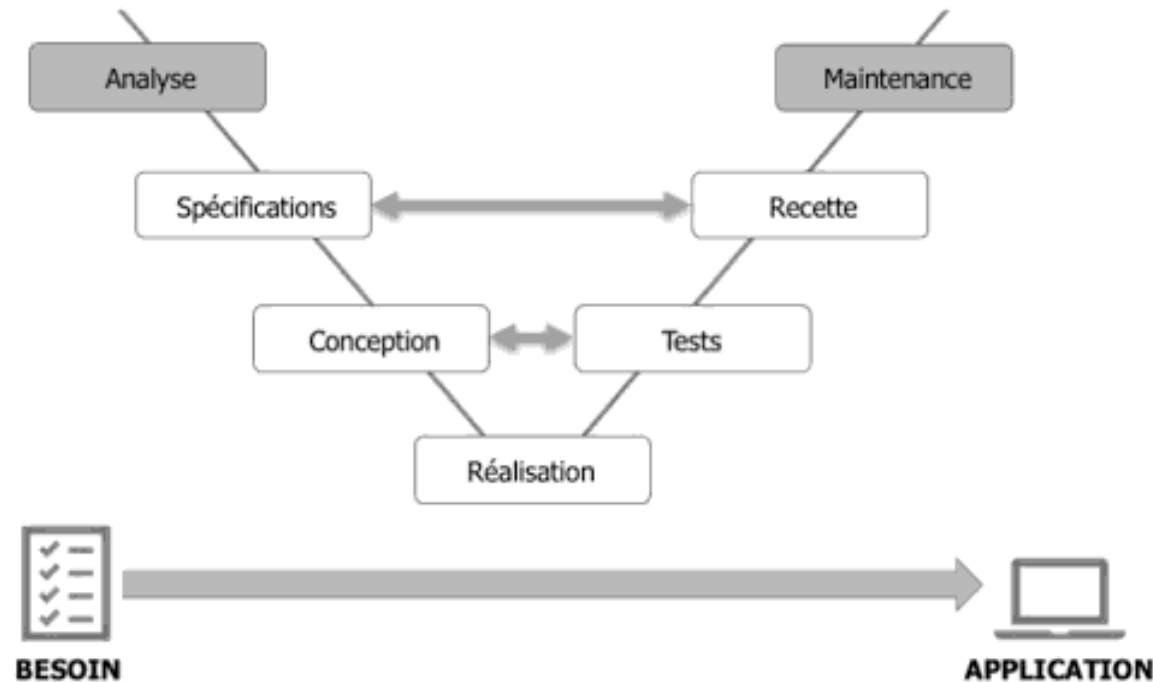 Analyse
Maintenance
Spécifications
Recette
Conception
Tests
Réalisation
BESOIN
APPLICATION